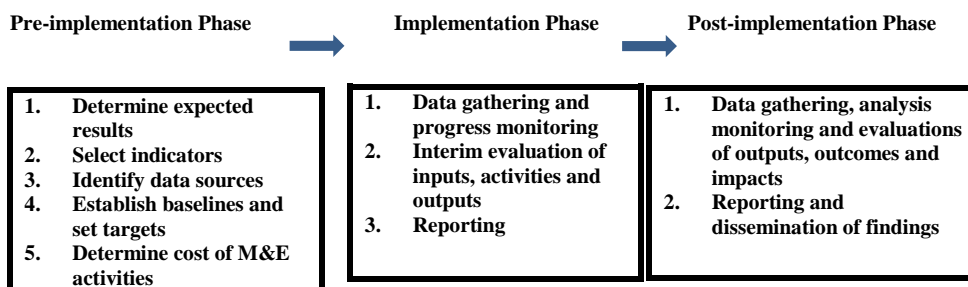 Pre-implementation Phase
Implementation Phase
Post-implementation Phase
1. Determine expected
results
2. Select indicators
3. Identify data sources
4. Establish baselines and
set targets
5. Determine cost of M&E
activities
1. Data gathering and
progress monitoring
2. Interim evaluation of
inputs, activities and
outputs
3. Reporting
1. Data gathering, analysis
monitoring and evaluations
of outputs, outcomes and
impacts
2. Reporting and
dissemination of findings